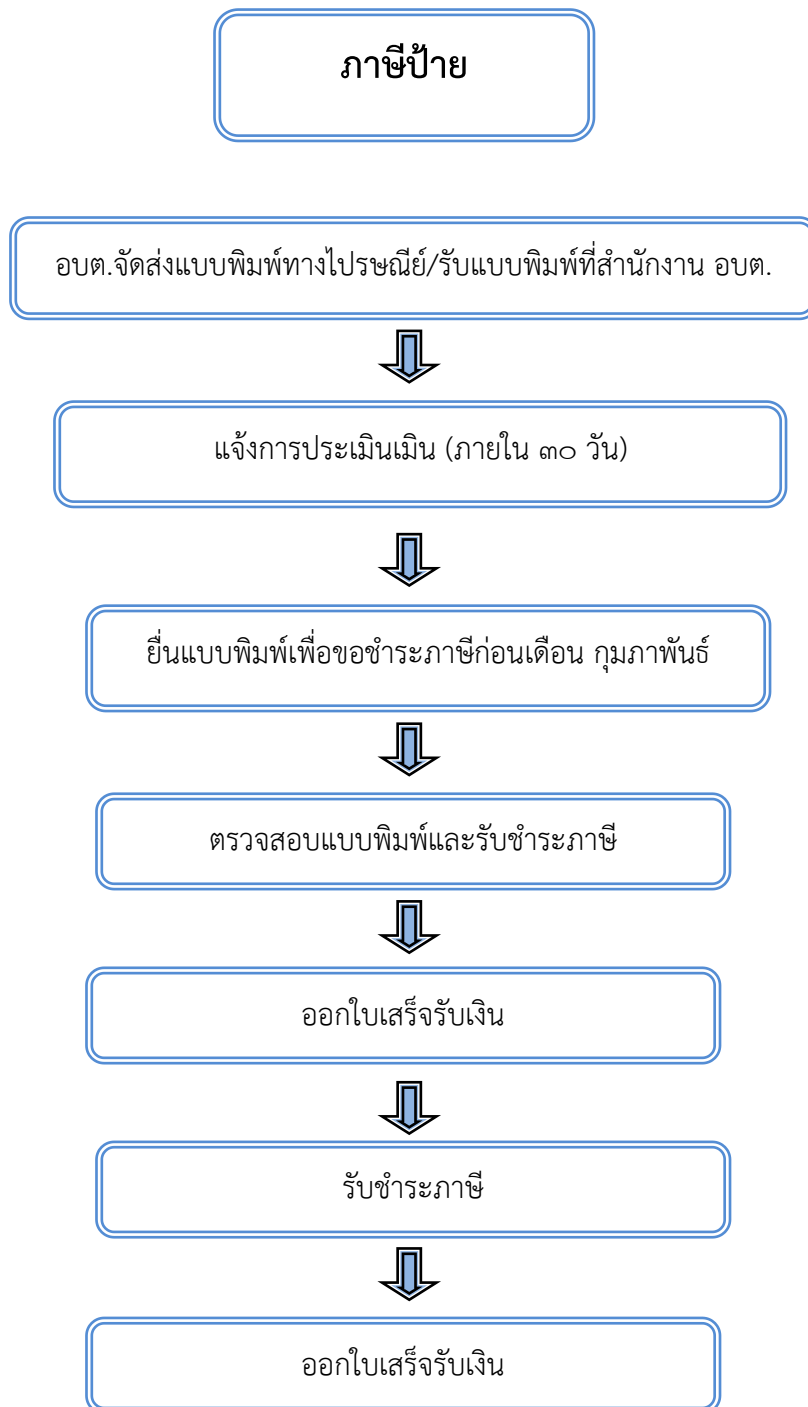 ภาษีป้าย
อบต.จัดส่งแบบพิมพ์ทางไปรษณีย์/รับแบบพิมพ์ที่สำนักงาน อบต.
แจ้งการประเมินเมิน (ภายใน ๓๐ วัน)
ยื่นแบบพิมพ์เพื่อขอชำระภาษีก่อนเดือน กุมภาพันธ์
ตรวจสอบแบบพิมพ์และรับชำระภาษี
ออกใบเสร็จรับเงิน
รับชำระภาษี
ออกใบเสร็จรับเงิน